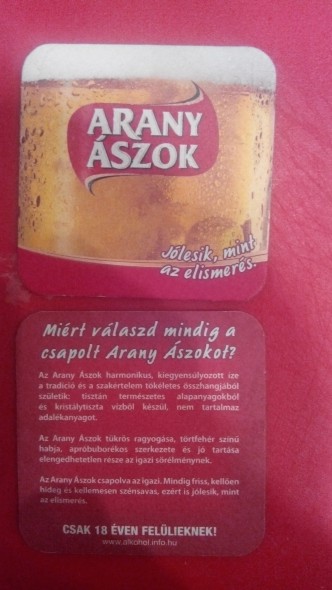 ARANY
ÁSZOK
Jólesik, mint
az elismerés.
Miért válaszd mindig a
csapolt Arany Ászokot?
Az Arany Ászok harmonikus, kiegyensúlyozott íze
a tradíció és a szakértelem tökéletes összhangjából
születik: tisztán természetes alapanyagokból
és kristálytiszta vízből készül, nem tartalmaz
adalékanyagot.
Az Arany Ászok tükrös ragyogása, törtfehér színű
habja, apróbuborékos szerkezete és jó tartása
elengedhetetlen része az igazi sörélménynek.
Az Arany Ászok csapolva az igazi. Mindig friss, kellően
hideg és kellemesen szénsavas, ezért is jólesik, mint
az elismerés.
CSAK 18 ÉVEN FELÜLIEKNEK!
www.alkohol.info.hu